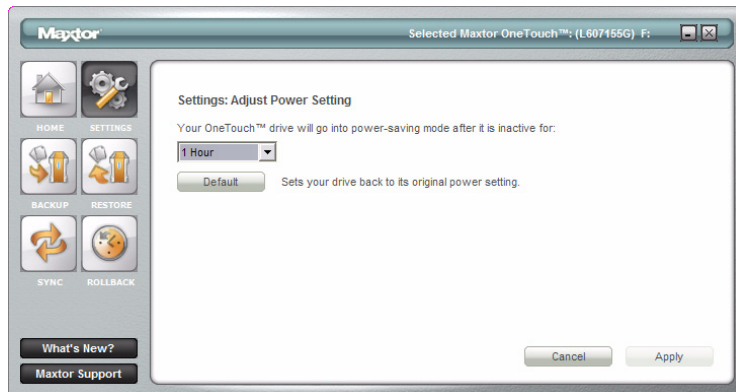 Maxtor
Selected Maxtor OneTouch™: (L607155G) F:
HOME SETTINGS
BACKUP RESTORE
SYNC ROLLBACK
What's New?
Maxtor Support
Settings: Adjust Power Setting
Your OneTouch™ drive will go into power-saving mode after it is inactive for:
1 Hour
Default Sets your drive back to its original power setting.
Cancel Apply